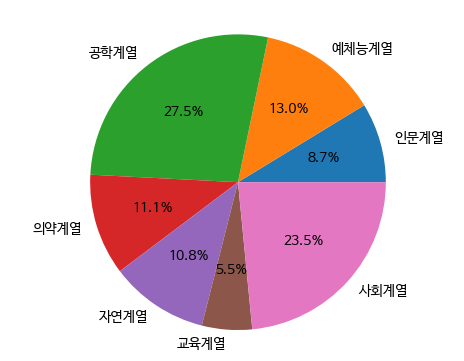 공학계열
예체능계열
27.5%
13.0%
인문계열
8.7%
11.1%
의약계열
10.8%
23.5%
5.5%
사회계열
자연계열
교육계열